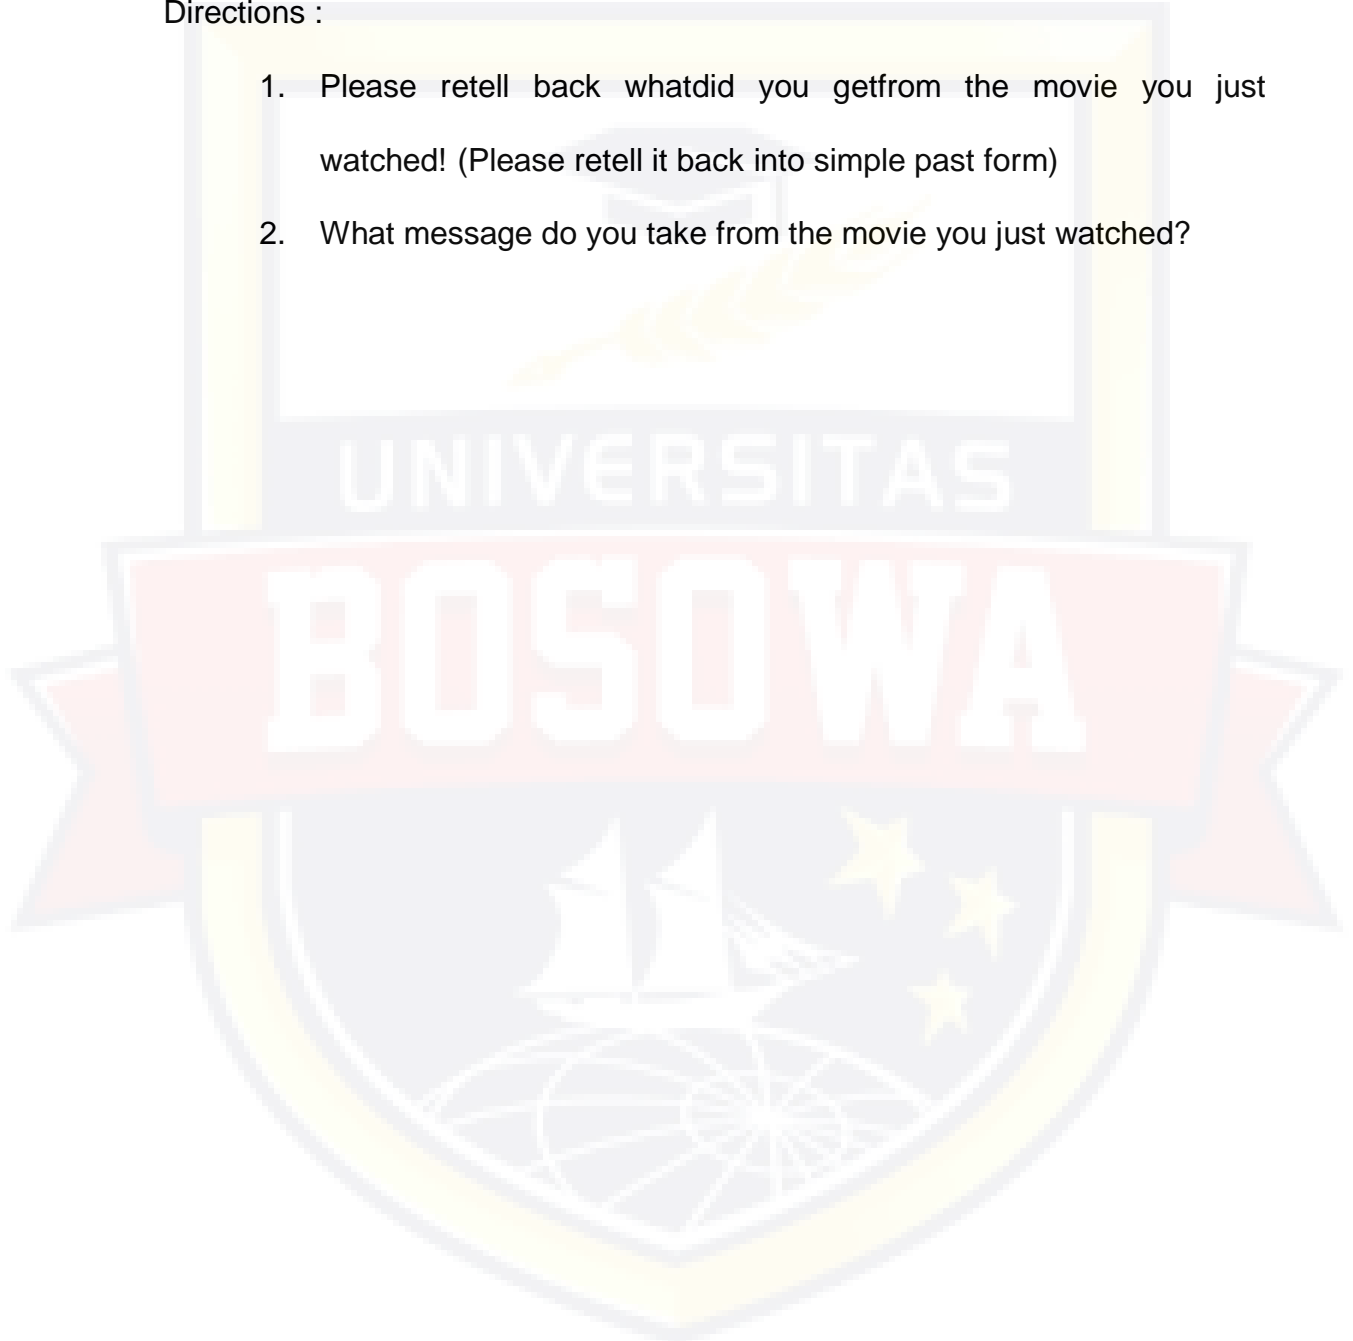 Directions :
1. Please retell back whatdid you getfrom the movie you just
watched! (Please retell it back into simple past form)
2. What message do you take from the movie you just watched?
UNIVERSITAS
BOSOWA